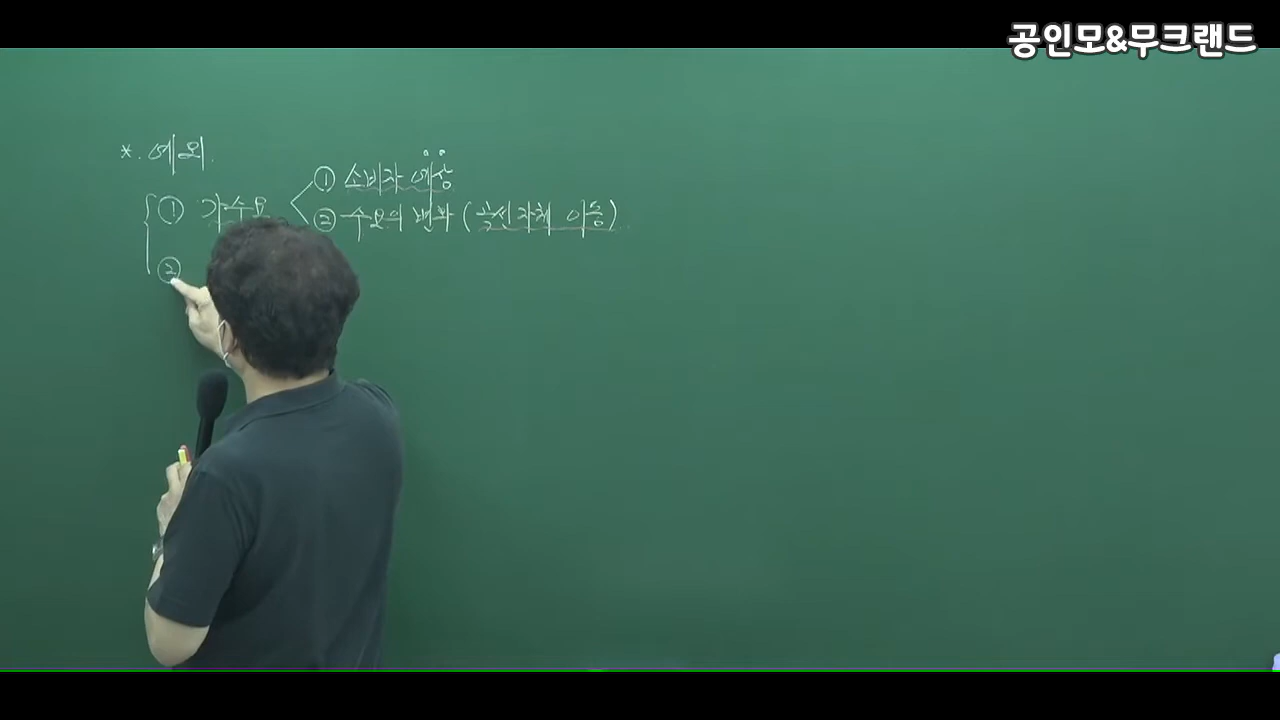 공인모&무크랜드
*. 예외.
① 가수요 < ① 소비자 예상
② 수요의 변화 (곡선자체 이동)
②